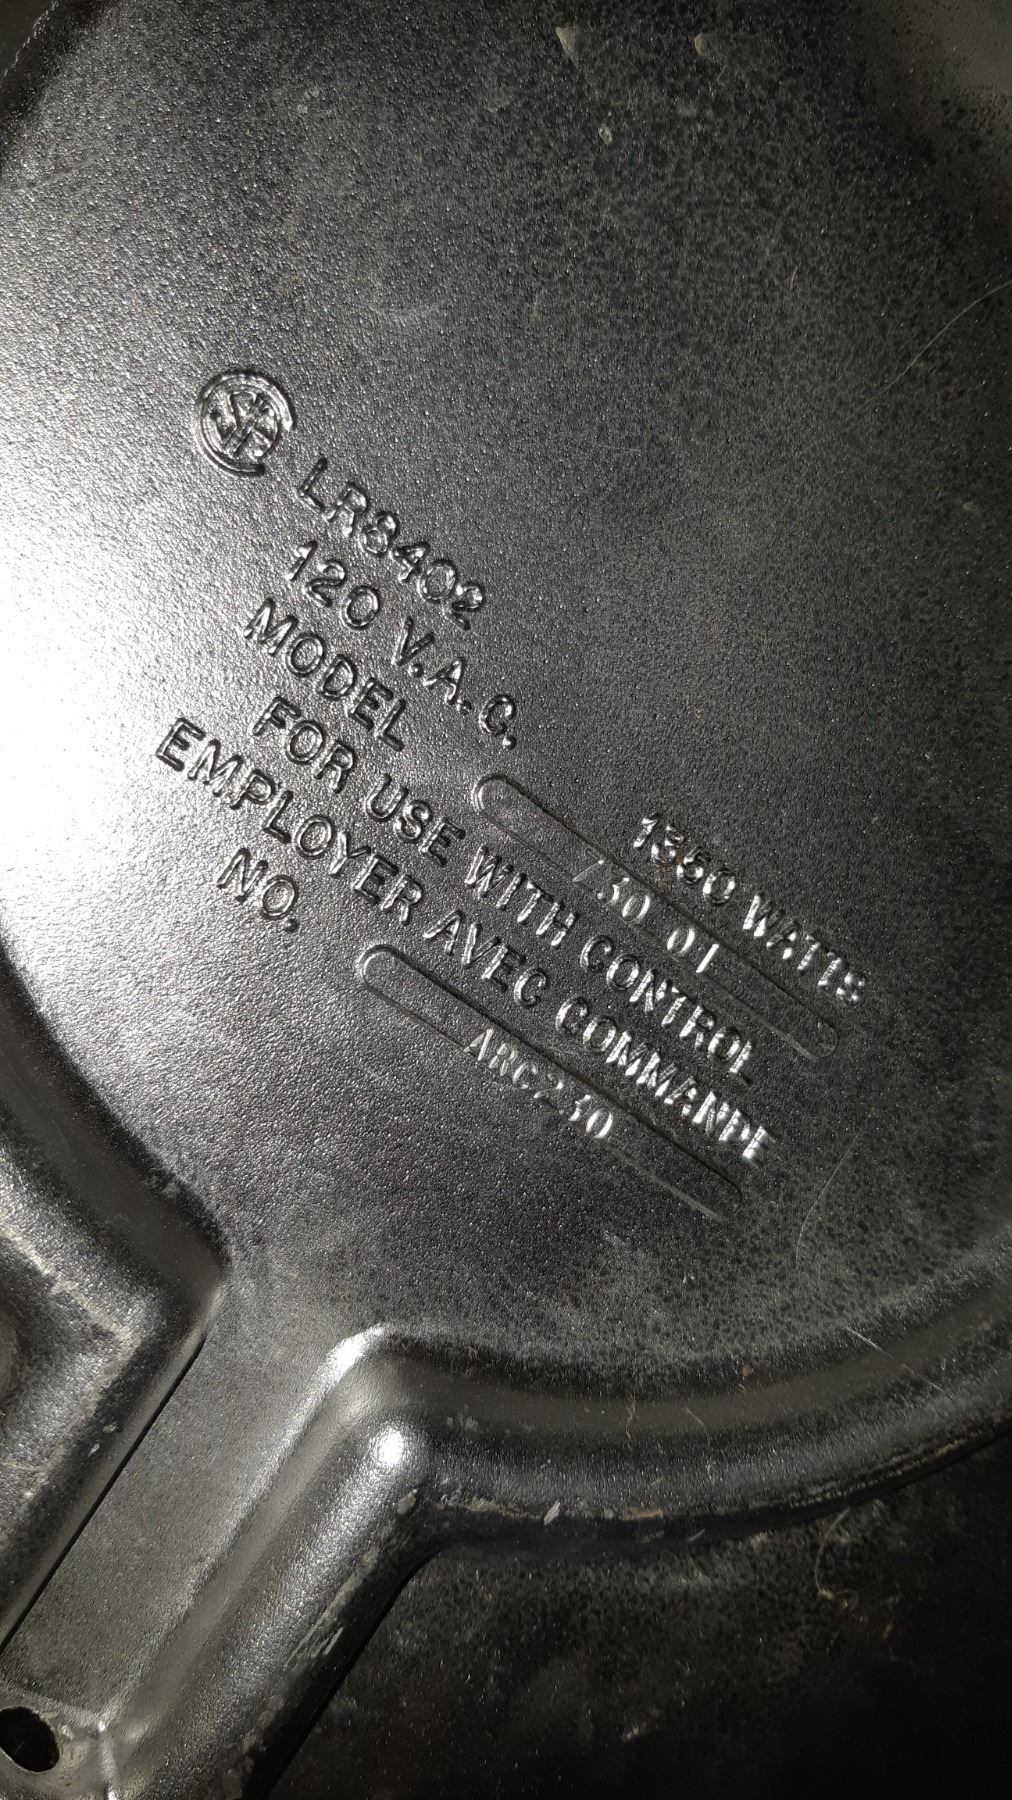 LR8402
120 V.A.C. 1350 WATTS
MODEL 730 01
FOR USE WITH CONTROL
EMPLOYER AVEC COMMANDE
NO. ARC230